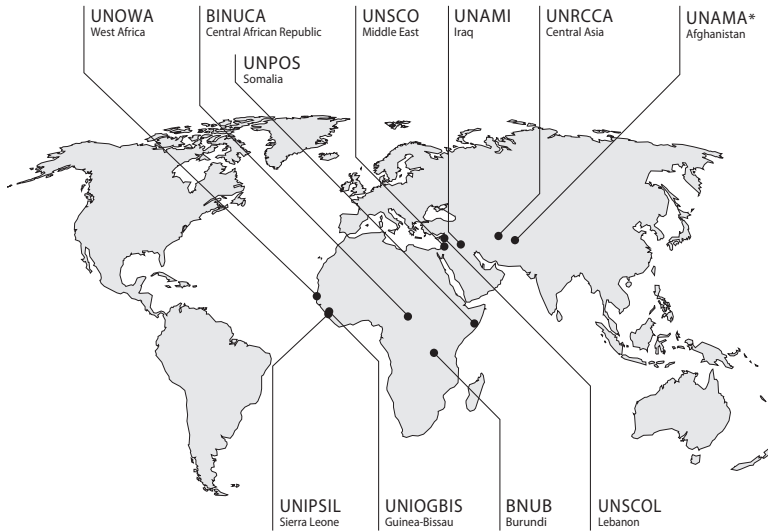 UNOWA
West Africa
BINUCA
Central African Republic
UNSCO
Middle East
UNAMI
Iraq
UNRCCA
Central Asia
UNAMA*
Afghanistan
UNPOS
Somalia
UNIPSIL
Sierra Leone
UNIOGBIS
Guinea-Bissau
BNUB
Burundi
UNSCOL
Lebanon